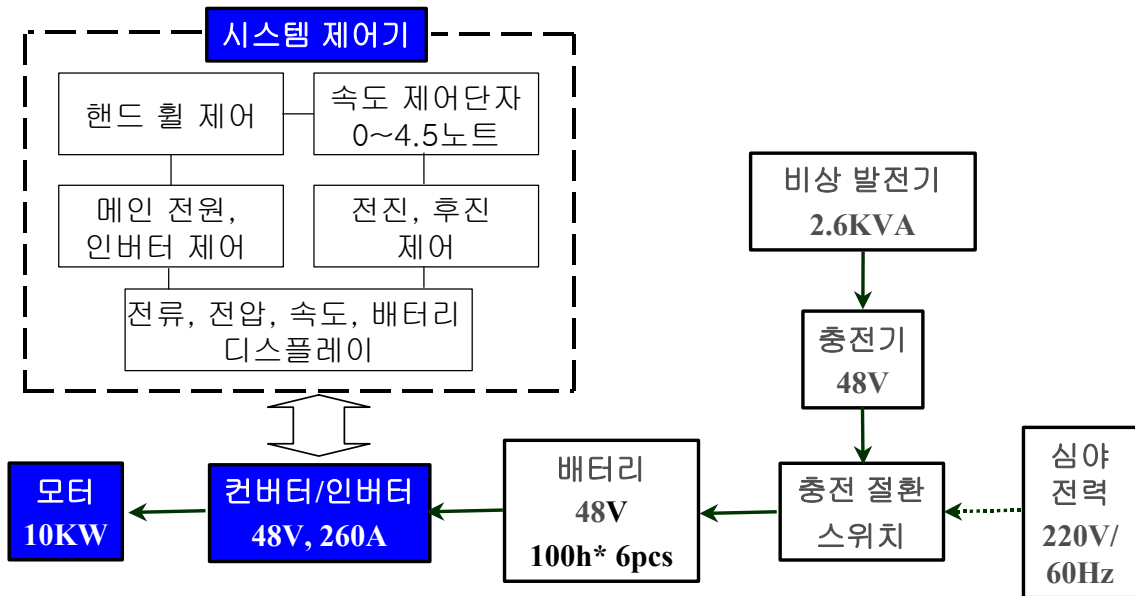 시스템 제어기
핸드 휠 제어
속도 제어단자
0~4.5노트
메인 전원,
인버터 제어
전진, 후진
제어
전류, 전압, 속도, 배터리
디스플레이
비상 발전기
2.6KVA
충전기
48V
모터
10KW
컨버터/인버터
48V, 260A
배터리
48V
100h* 6pcs
충전 절환
스위치
심야
전력
220V/
60Hz